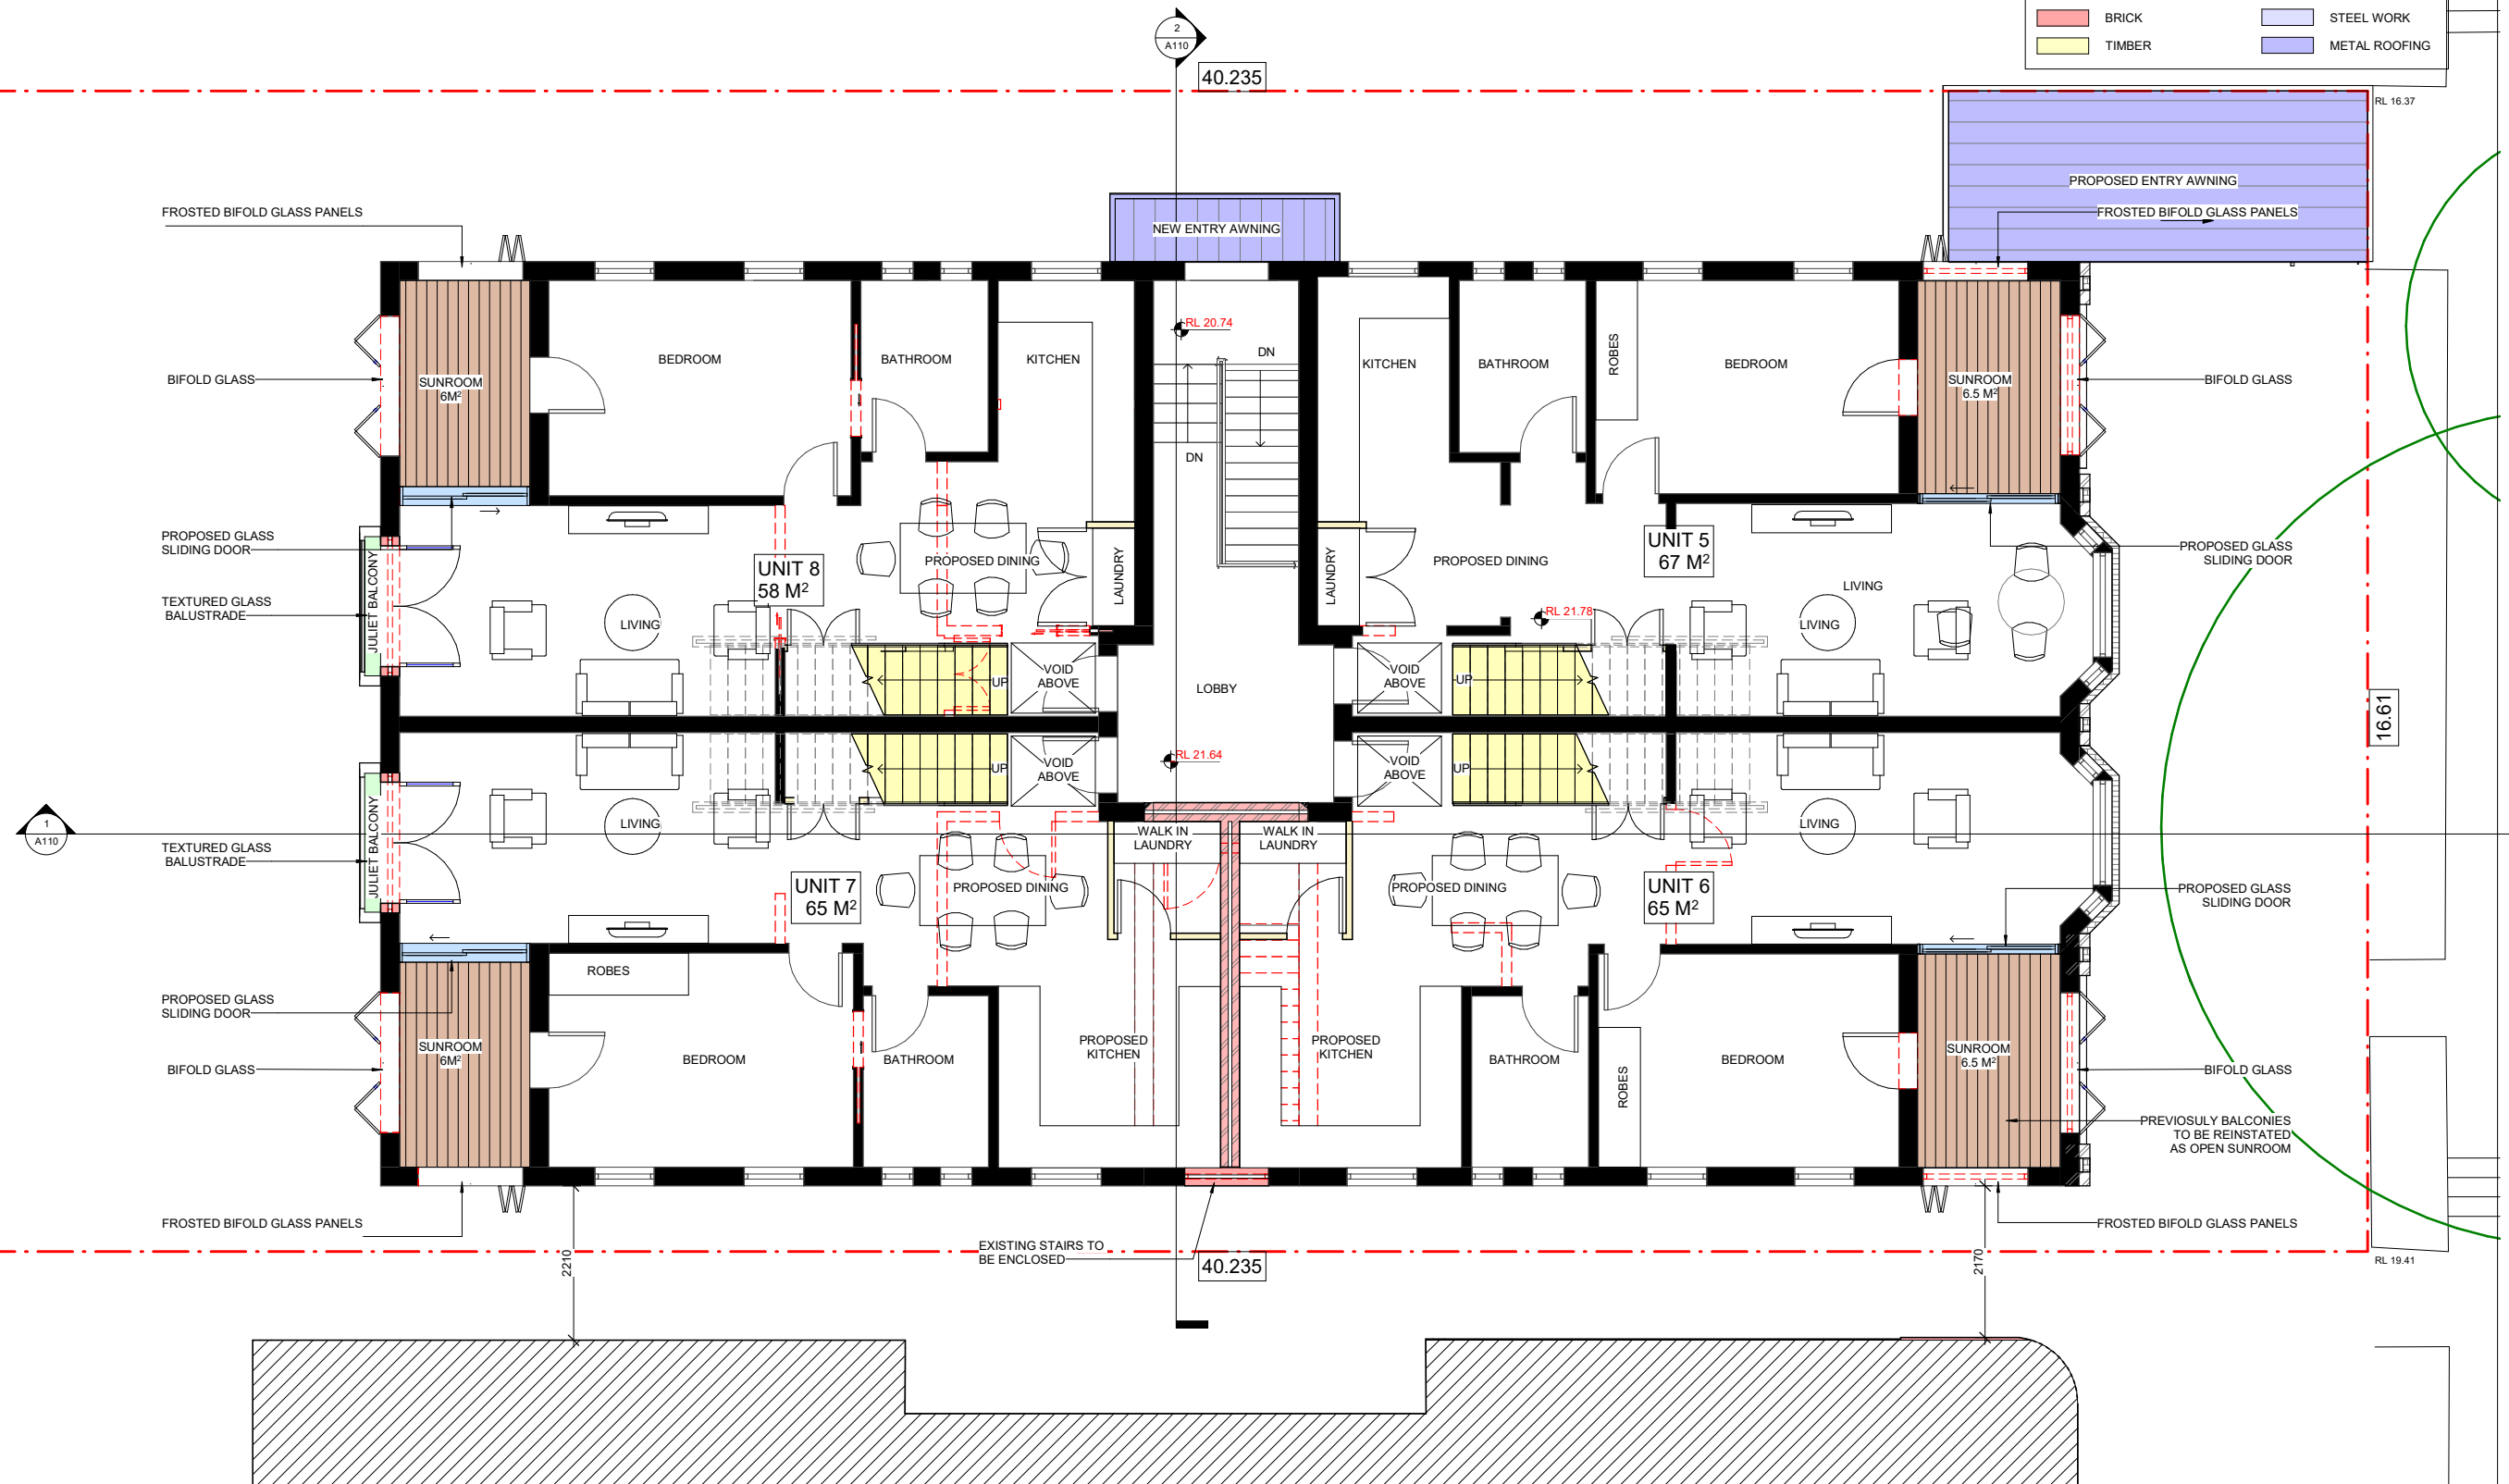 BRICK
STEEL WORK
TIMBER
METAL ROOFING
2
A110
40.235
RL 16.37
PROPOSED ENTRY AWNING
FROSTED BIFOLD GLASS PANELS
FROSTED BIFOLD GLASS PANELS
NEW ENTRY AWNING
RL 20.74
DN
DN
BEDROOM
BATHROOM
KITCHEN
KITCHEN
BATHROOM
ROBES
BEDROOM
BIFOLD GLASS
SUNROOM
6M²
SUNROOM
6.5 M²
BIFOLD GLASS
PROPOSED GLASS
SLIDING DOOR
UNIT 8
58 M²
PROPOSED DINING
LAUNDRY
LAUNDRY
PROPOSED DINING
UNIT 5
67 M²
PROPOSED GLASS
SLIDING DOOR
LIVING
TEXTURED GLASS
BALUSTRADE
JULIET BALCONY
LIVING
RL 21.78
LIVING
UP
VOID
ABOVE
LOBBY
VOID
ABOVE
UP
16.61
UP
VOID
ABOVE
RL 21.64
VOID
ABOVE
UP
1
A110
TEXTURED GLASS
BALUSTRADE
JULIET BALCONY
LIVING
WALK IN
LAUNDRY
WALK IN
LAUNDRY
LIVING
UNIT 7
65 M²
PROPOSED DINING
PROPOSED DINING
UNIT 6
65 M²
PROPOSED GLASS
SLIDING DOOR
PROPOSED GLASS
SLIDING DOOR
ROBES
SUNROOM
6M²
BEDROOM
BATHROOM
PROPOSED
KITCHEN
PROPOSED
KITCHEN
BATHROOM
ROBES
BEDROOM
SUNROOM
6.5 M²
BIFOLD GLASS
BIFOLD GLASS
PREVIOSULY BALCONIES
TO BE REINSTATED
AS OPEN SUNROOM
FROSTED BIFOLD GLASS PANELS
FROSTED BIFOLD GLASS PANELS
2210
EXISTING STAIRS TO
BE ENCLOSED
40.235
2170
RL 19.41